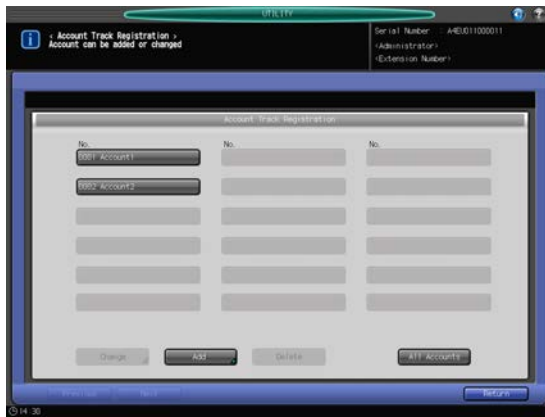 UTILITY
< Account Track Registration >
Account can be added or changed
Serial Number : A4EU011000011
<Administrator>
<Extension Number>
Account Track Registration
No. No. No.
0001 Account1
0002 Account2
Change Add Delete All Accounts
Previous Next Return
14:30